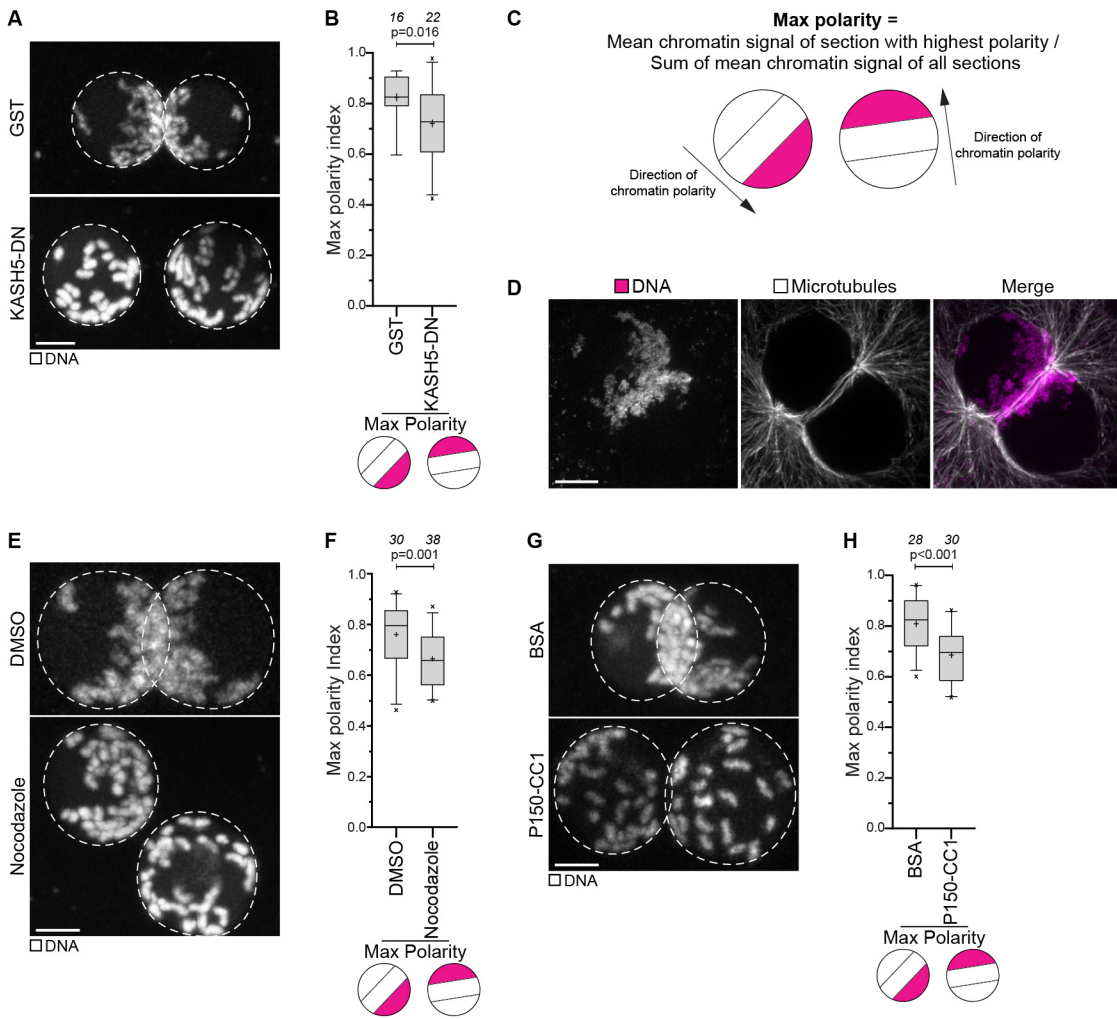 A
GST
KASH5-DN
DNA
B
16 22
p=0.016
Max polarity index
1.0
0.8
0.6
0.4
0.2
0.0
GST
KASH5-DN
Max Polarity
C
Max polarity =
Mean chromatin signal of section with highest polarity /
Sum of mean chromatin signal of all sections
Direction of
chromatin polarity
Direction of
chromatin polarity
D
DNA
Microtubules
Merge
E
DMSO
Nocodazole
DNA
F
30 38
p=0.001
Max polarity Index
1.0
0.8
0.6
0.4
0.2
0.0
DMSO
Nocodazole
Max Polarity
G
BSA
P150-CC1
DNA
H
28 30
p<0.001
Max polarity index
1.0
0.8
0.6
0.4
0.2
0.0
BSA
P150-CC1
Max Polarity